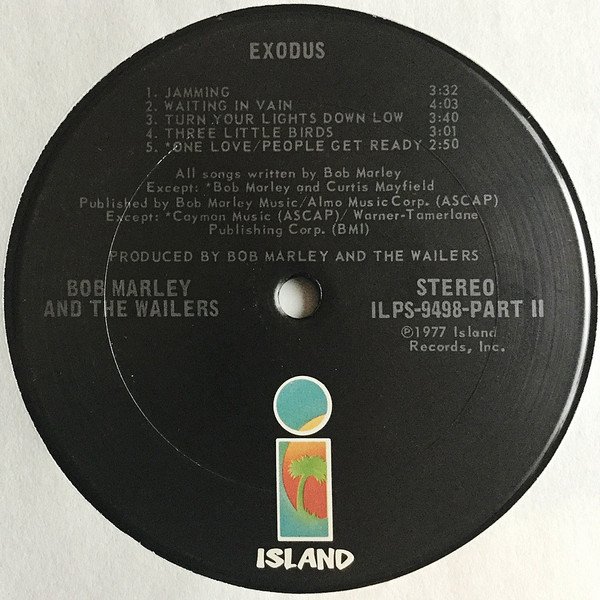 EXODUS
1. JAMMING 3:32
2. WAITING IN VAIN 4:03
3. TURN YOUR LIGHTS DOWN LOW 3:40
4. THREE LITTLE BIRDS 3:01
5. *ONE LOVE/PEOPLE GET READY 2:50
All songs written by Bob Marley
Except: *Bob Marley and Curtis Mayfield
Published by Bob Marley Music/Almo Music Corp. (ASCAP)
Except: *Cayman Music (ASCAP)/Warner-Tamerlane
Publishing Corp. (BMI)
PRODUCED BY BOB MARLEY AND THE WAILERS
BOB MARLEY
AND THE WAILERS
STEREO
ILPS-9498-PART II
℗1977 Island
Records, Inc.
ISLAND